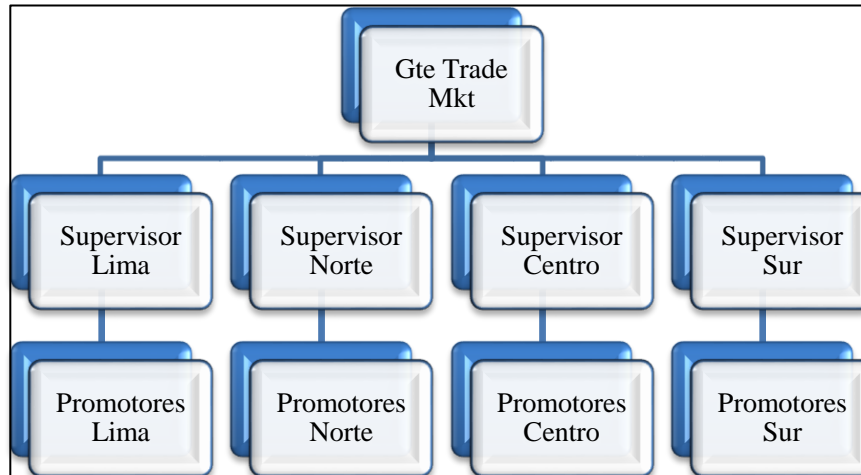 Gte Trade
Mkt
Supervisor
Lima
Supervisor
Norte
Supervisor
Centro
Supervisor
Sur
Promotores
Lima
Promotores
Norte
Promotores
Centro
Promotores
Sur